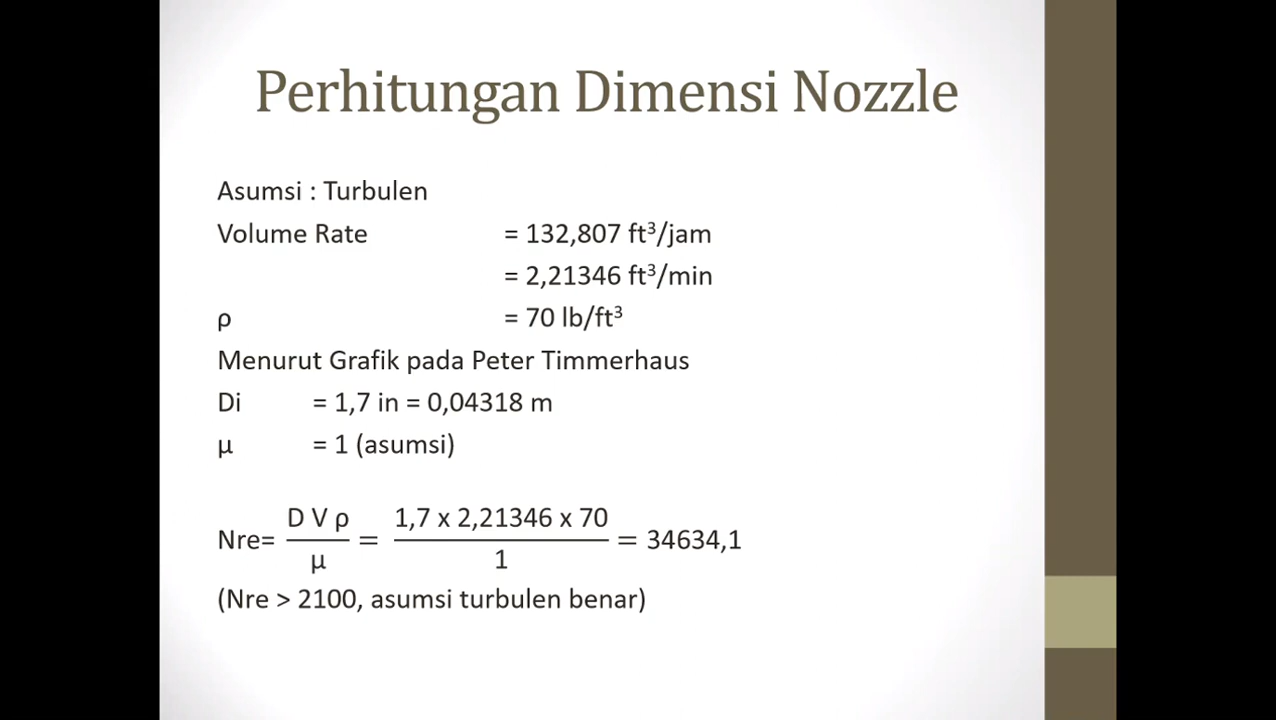 Perhitungan Dimensi Nozzle
Asumsi : Turbulen
Volume Rate = 132,807 ft³/jam
= 2,21346 ft³/min
ρ = 70 lb/ft³
Menurut Grafik pada Peter Timmerhaus
Di = 1,7 in = 0,04318 m
μ = 1 (asumsi)
Nre= D V ρ / μ = 1,7 x 2,21346 x 70 / 1 = 34634,1
(Nre > 2100, asumsi turbulen benar)